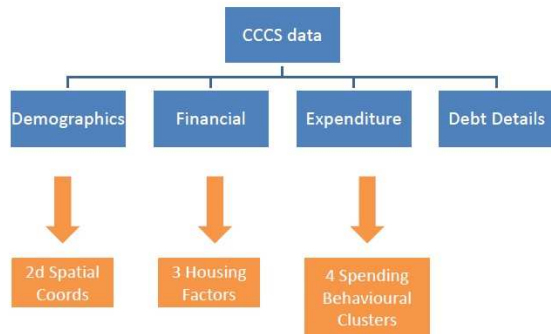 CCCS data
Demographics
Financial
Expenditure
Debt Details
2d Spatial
Coords
3 Housing
Factors
4 Spending
Behavioural
Clusters